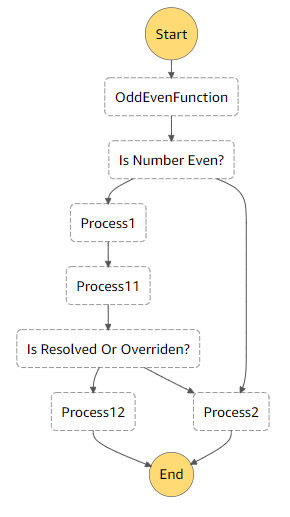 Start
OddEvenFunction
Is Number Even?
Process1
Process11
Is Resolved Or Overriden?
Process12
Process2
End